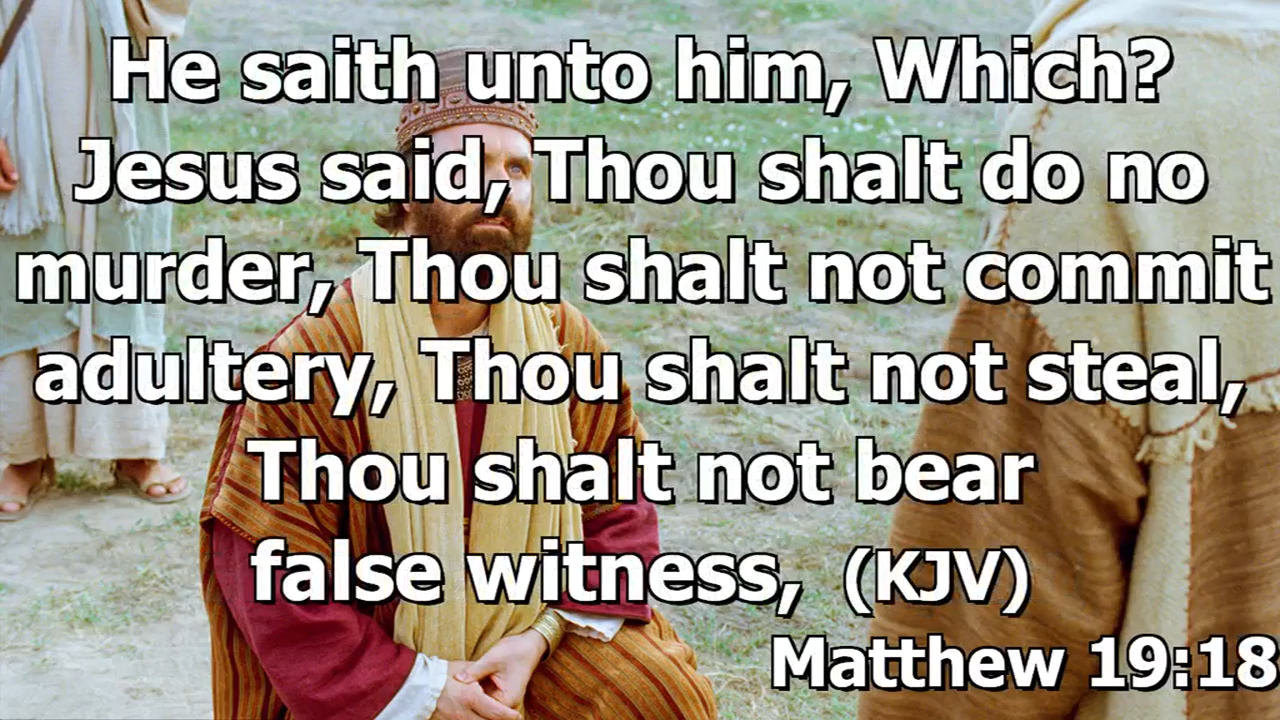 He saith unto him, Which?
Jesus said, Thou shalt do no
murder, Thou shalt not commit
adultery, Thou shalt not steal,
Thou shalt not bear
false witness, (KJV)
Matthew 19:18